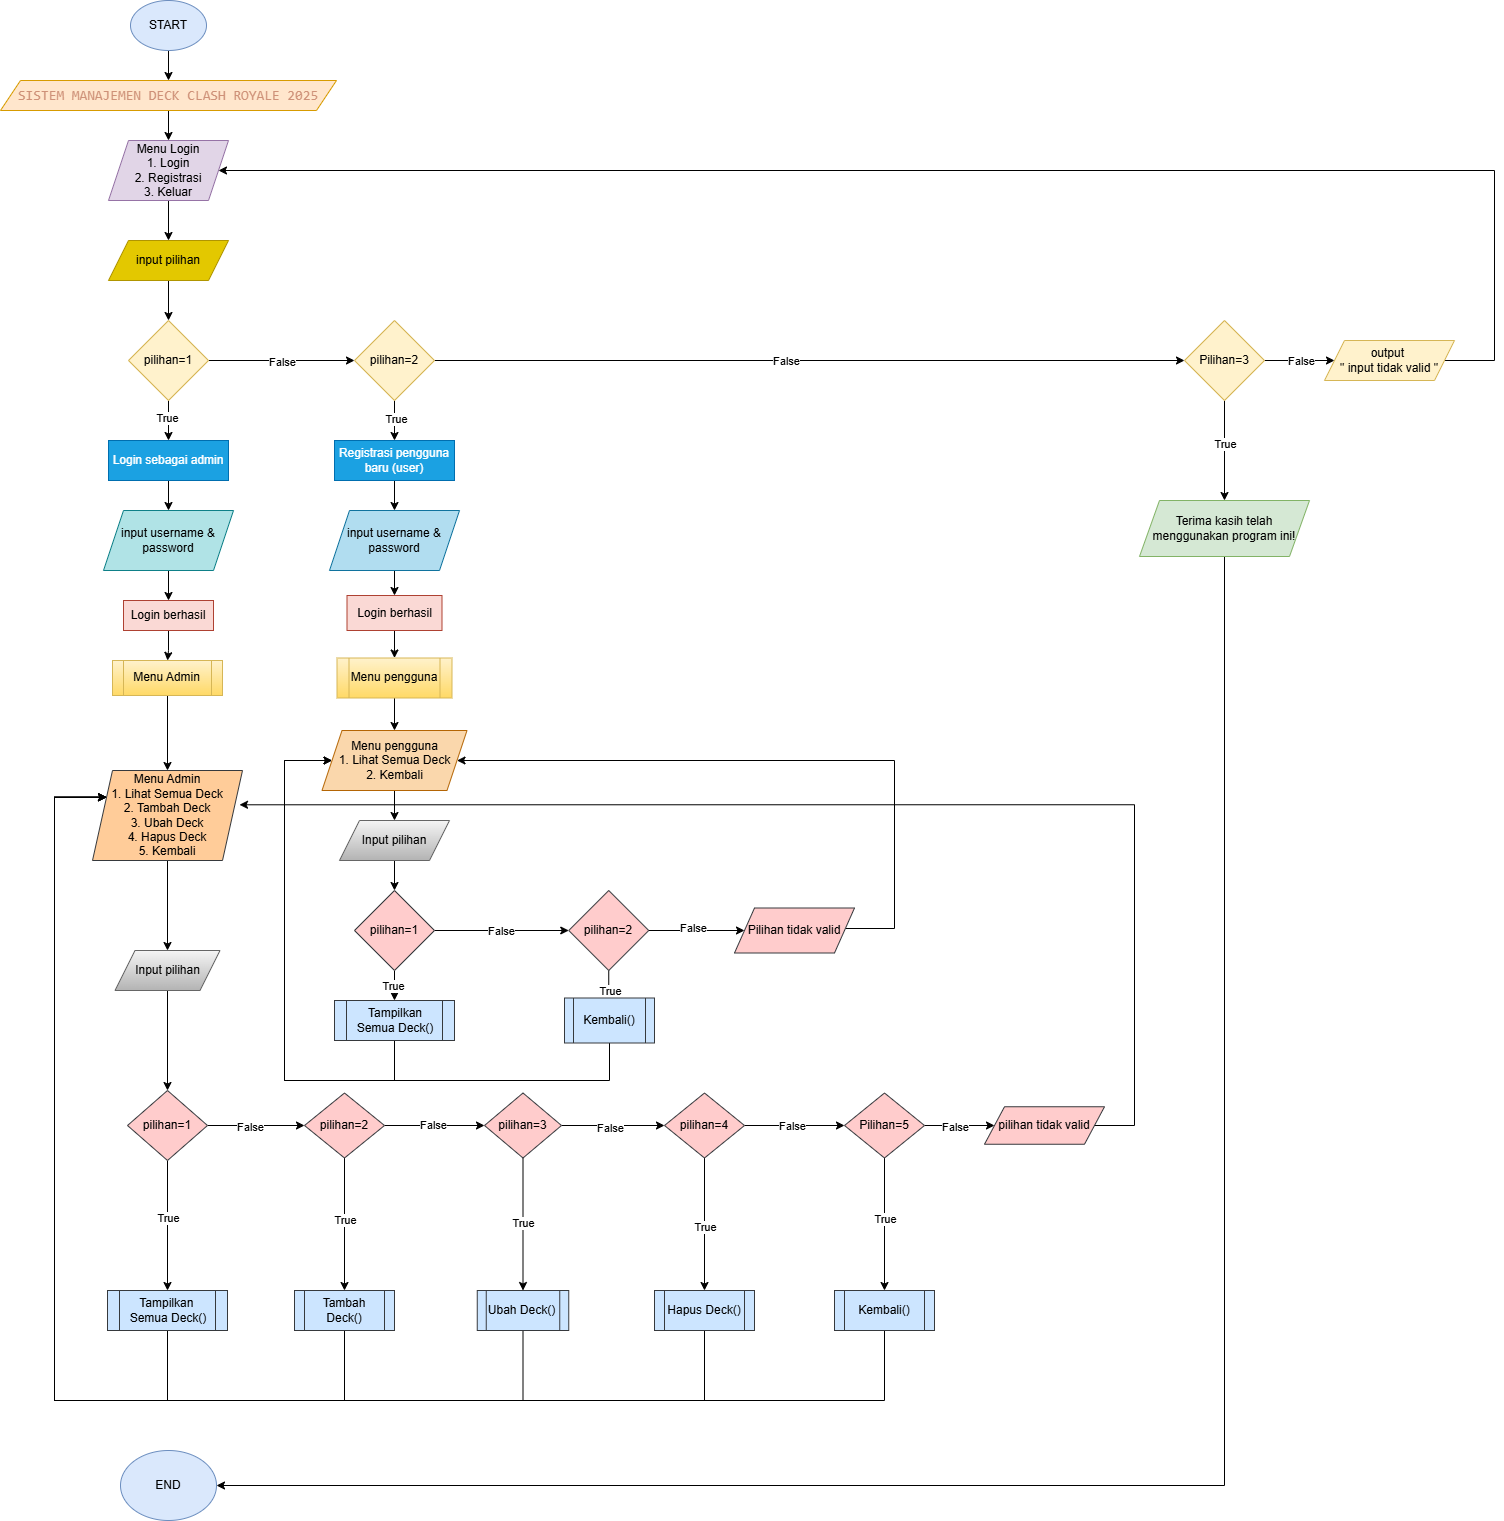 START
SISTEM MANAJEMEN DECK CLASH ROYALE 2025
Menu Login
1. Login
2. Registrasi
3. Keluar
input pilihan
pilihan=1
False
pilihan=2
False
Pilihan=3
False
output
" input tidak valid "
True
True
True
Login sebagai admin
Registrasi pengguna
baru (user)
input username &
password
input username &
password
Terima kasih telah
menggunakan program ini!
Login berhasil
Login berhasil
Menu Admin
Menu pengguna
Menu pengguna
1. Lihat Semua Deck
2. Kembali
Menu Admin
1. Lihat Semua Deck
2. Tambah Deck
3. Ubah Deck
4. Hapus Deck
5. Kembali
Input pilihan
pilihan=1
False
pilihan=2
False
Pilihan tidak valid
Input pilihan
True
True
Tampilkan
Semua Deck()
Kembali()
pilihan=1
False
pilihan=2
False
pilihan=3
False
pilihan=4
False
Pilihan=5
False
pilihan tidak valid
True
True
True
True
True
Tampilkan
Semua Deck()
Tambah
Deck()
Ubah Deck()
Hapus Deck()
Kembali()
END